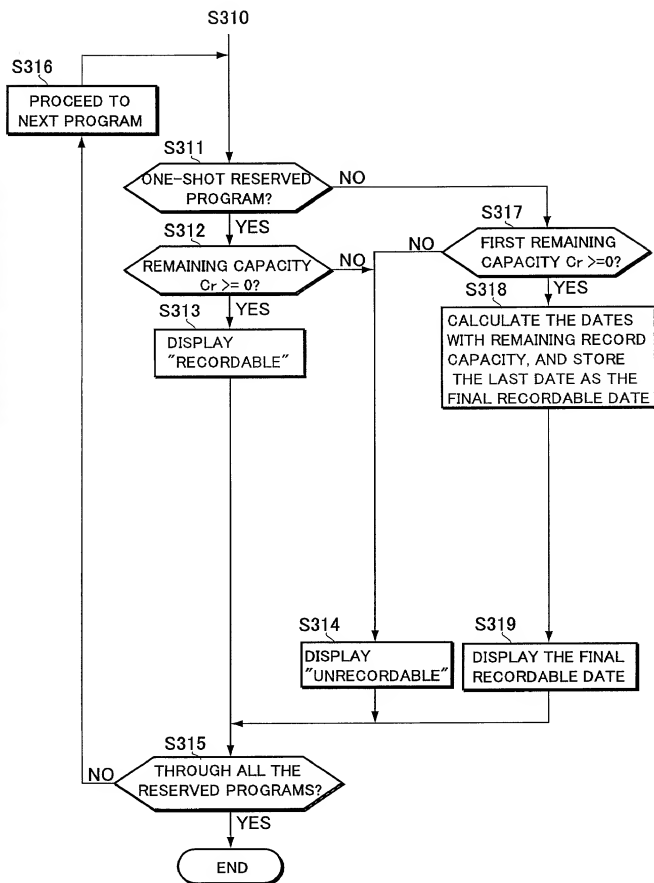 S310
S316
PROCEED TO
NEXT PROGRAM
S311
ONE-SHOT RESERVED
PROGRAM?
NO
YES
S317
FIRST REMAINING
CAPACITY Cr >=0?
NO
YES
S312
REMAINING CAPACITY
Cr >= 0?
NO
YES
S318
CALCULATE THE DATES
WITH REMAINING RECORD
CAPACITY, AND STORE
THE LAST DATE AS THE
FINAL RECORDABLE DATE
S313
DISPLAY
"RECORDABLE"
S314
DISPLAY
"UNRECORDABLE"
S319
DISPLAY THE FINAL
RECORDABLE DATE
S315
THROUGH ALL THE
RESERVED PROGRAMS?
NO
YES
END